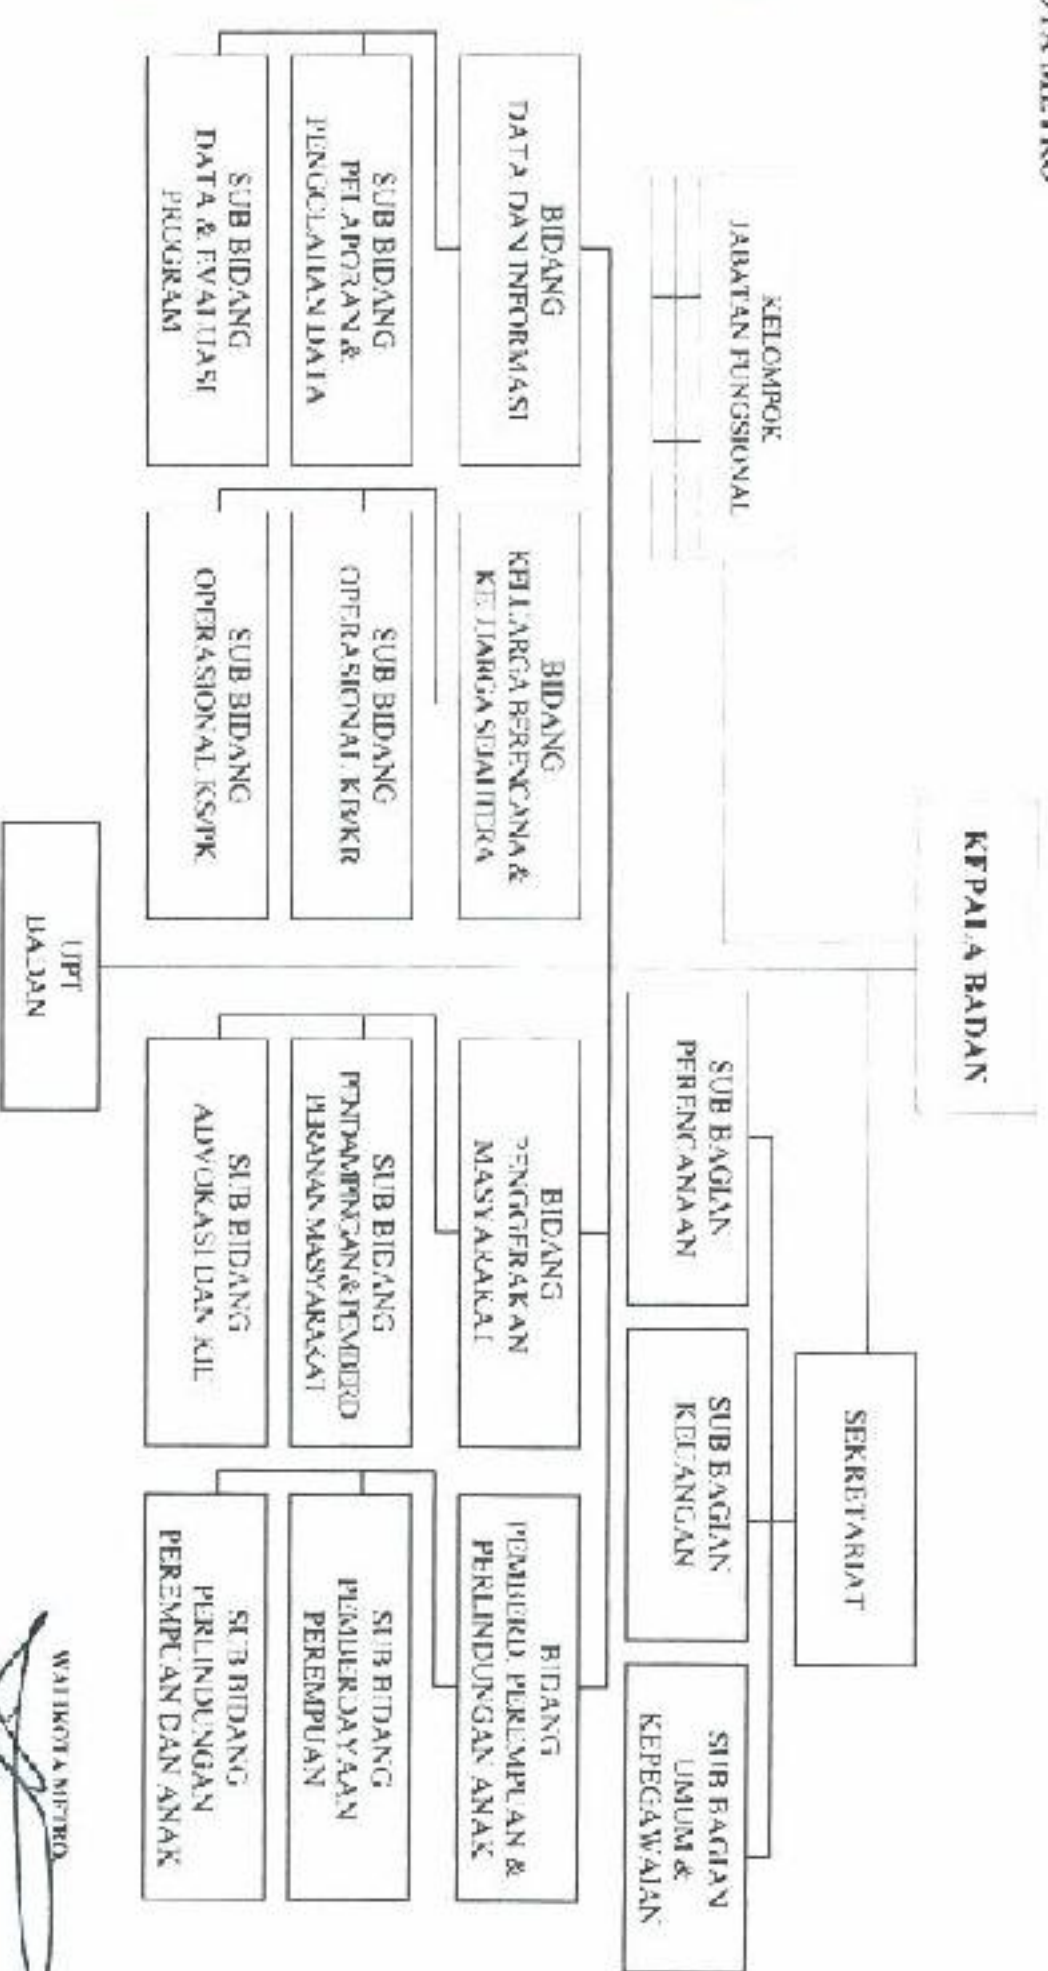 METRO
KEPALA BADAN
KELOMPOK
JABATAN FUNGSIONAL
SEKRETARIAT
SUB BAGIAN
PERENCANAAN
SUB BAGIAN
KEUANGAN
SUB BAGIAN
UMUM &
KEPEGAWAIAN
BIDANG
DATA DAN INFORMASI
BIDANG
KELUARGA BERENCANA &
KELUARGA SEJAHTERA
BIDANG
PENGGERAKAN
MASYARAKAT
BIDANG
PEMBERD PEREMPUAN &
PERLINDUNGAN ANAK
SUB BIDANG
PELAPORAN &
PENGOLAHAN DATA
SUB BIDANG
OPERASIONAL KB/KR
SUB BIDANG
PENDAMPINGAN & PEMBERD
PERANAN MASYARAKAT
SUB BIDANG
PEMBERDAYAAN
PEREMPUAN
SUB BIDANG
DATA & EVALUASI
PROGRAM
SUB BIDANG
OPERASIONAL KS/PK
SUB BIDANG
ADVOKASI DAN KIE
SUB BIDANG
PERLINDUNGAN
PEREMPUAN DAN ANAK
UPT
BADAN
WALIKOTA METRO,